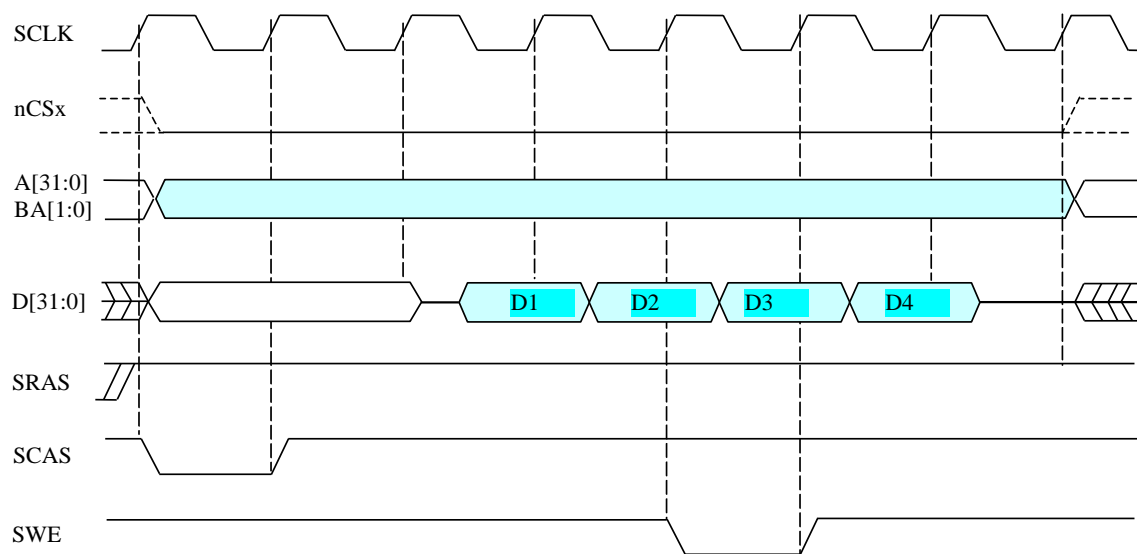 SCLK
nCSx
A[31:0]
BA[1:0]
D[31:0]
D1 D2 D3 D4
SRAS
SCAS
SWE